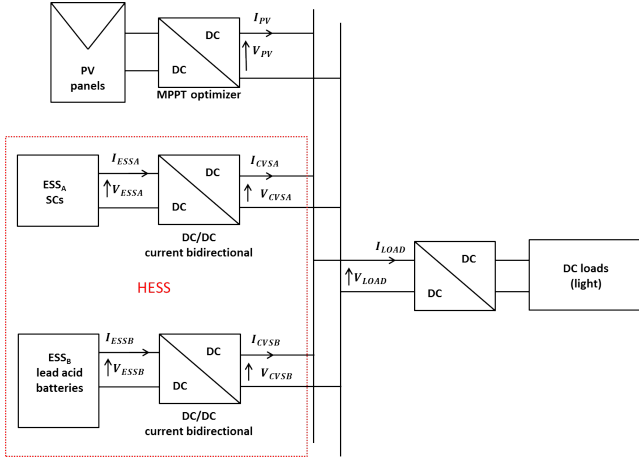 I_PV
DC
V_PV
PV
panels
DC
MPPT optimizer
I_ESSA
I_CVSA
DC
ESS_A
SCs
V_ESSA
V_CVSA
DC
DC/DC
current bidirectional
I_LOAD
DC
V_LOAD
DC
DC loads
(light)
HESS
I_ESSB
I_CVSB
DC
ESS_B
lead acid
batteries
V_ESSB
V_CVSB
DC
DC/DC
current bidirectional